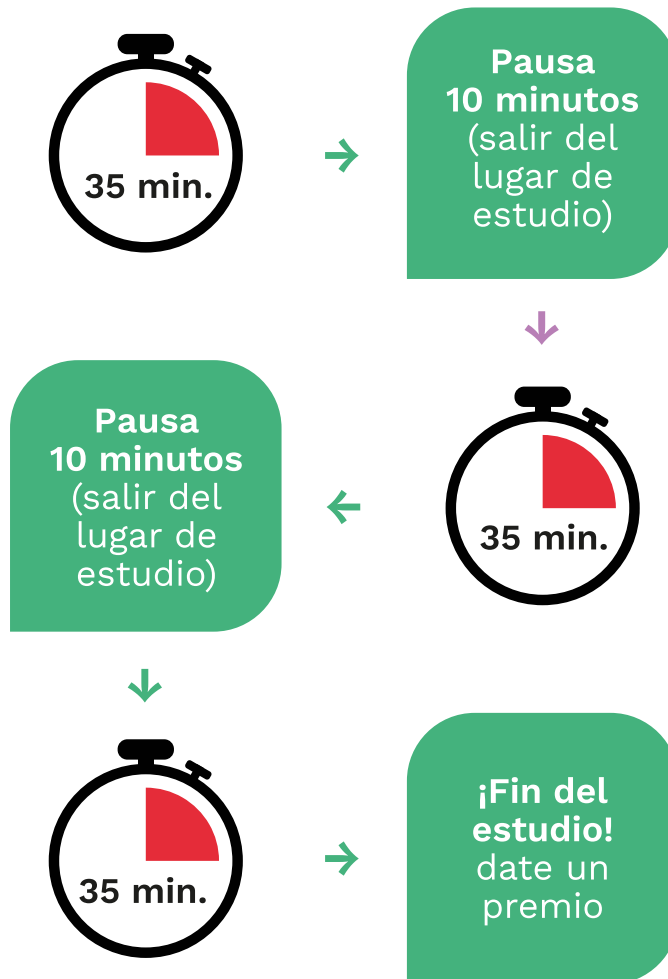 35 min.
Pausa
10 minutos
(salir del
lugar de
estudio)
35 min.
Pausa
10 minutos
(salir del
lugar de
estudio)
35 min.
¡Fin del
estudio!
date un
premio